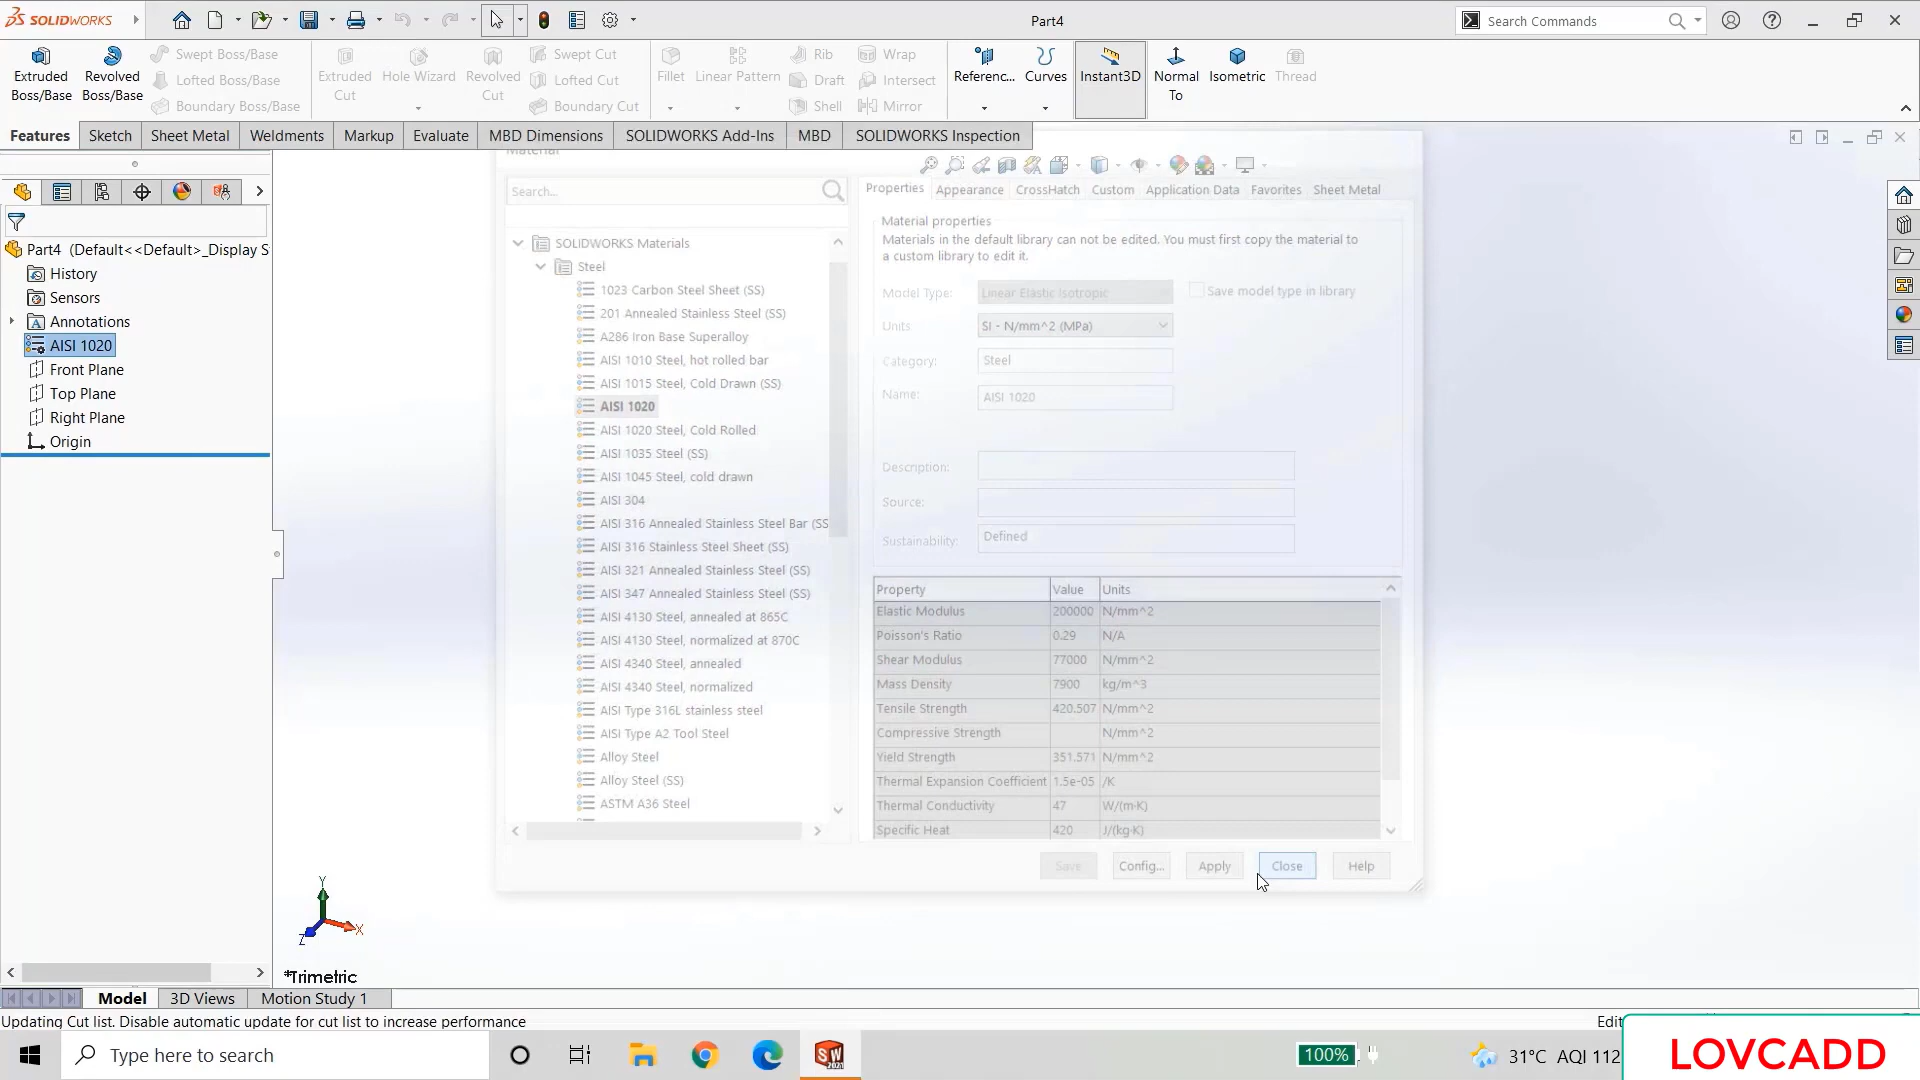 SOLIDWORKS
Part4
Search Commands
Extruded Boss/Base
Revolved Boss/Base
Swept Boss/Base
Lofted Boss/Base
Boundary Boss/Base
Extruded Cut
Hole Wizard
Revolved Cut
Swept Cut
Lofted Cut
Boundary Cut
Fillet
Linear Pattern
Rib
Draft
Shell
Wrap
Intersect
Mirror
Referenc...
Curves
Instant3D
Normal To
Isometric
Thread
Features
Sketch
Sheet Metal
Weldments
Markup
Evaluate
MBD Dimensions
SOLIDWORKS Add-Ins
MBD
SOLIDWORKS Inspection
Part4 (Default<<Default>_Display S
History
Sensors
Annotations
AISI 1020
Front Plane
Top Plane
Right Plane
Origin
Material
Search...
SOLIDWORKS Materials
Steel
1023 Carbon Steel Sheet (SS)
201 Annealed Stainless Steel (SS)
A286 Iron Base Superalloy
AISI 1010 Steel, hot rolled bar
AISI 1015 Steel, Cold Drawn (SS)
AISI 1020
AISI 1020 Steel, Cold Rolled
AISI 1035 Steel (SS)
AISI 1045 Steel, cold drawn
AISI 304
AISI 316 Annealed Stainless Steel Bar (SS
AISI 316 Stainless Steel Sheet (SS)
AISI 321 Annealed Stainless Steel (SS)
AISI 347 Annealed Stainless Steel (SS)
AISI 4130 Steel, annealed at 865C
AISI 4130 Steel, normalized at 870C
AISI 4340 Steel, annealed
AISI 4340 Steel, normalized
AISI Type 316L stainless steel
AISI Type A2 Tool Steel
Alloy Steel
Alloy Steel (SS)
ASTM A36 Steel
Properties Appearance CrossHatch Custom Application Data Favorites Sheet Metal
Material properties
Materials in the default library can not be edited. You must first copy the material to
a custom library to edit it.
Model Type: Linear Elastic Isotropic Save model type in library
Units SI - N/mm^2 (MPa)
Category: Steel
Name: AISI 1020
Description:
Source:
Sustainability: Defined
Property Value Units
Elastic Modulus 200000 N/mm^2
Poisson's Ratio 0.29 N/A
Shear Modulus 77000 N/mm^2
Mass Density 7900 kg/m^3
Tensile Strength 420.507 N/mm^2
Compressive Strength N/mm^2
Yield Strength 351.571 N/mm^2
Thermal Expansion Coefficient 1.5e-05 /K
Thermal Conductivity 47 W/(m·K)
Specific Heat 420 J/(kg·K)
Save Config... Apply Close Help
Y
X
Z
*Trimetric
Model 3D Views Motion Study 1
Updating Cut list. Disable automatic update for cut list to increase performance
Edit
Type here to search
SW
2021
100%
31°C AQI 112
LOVCADD